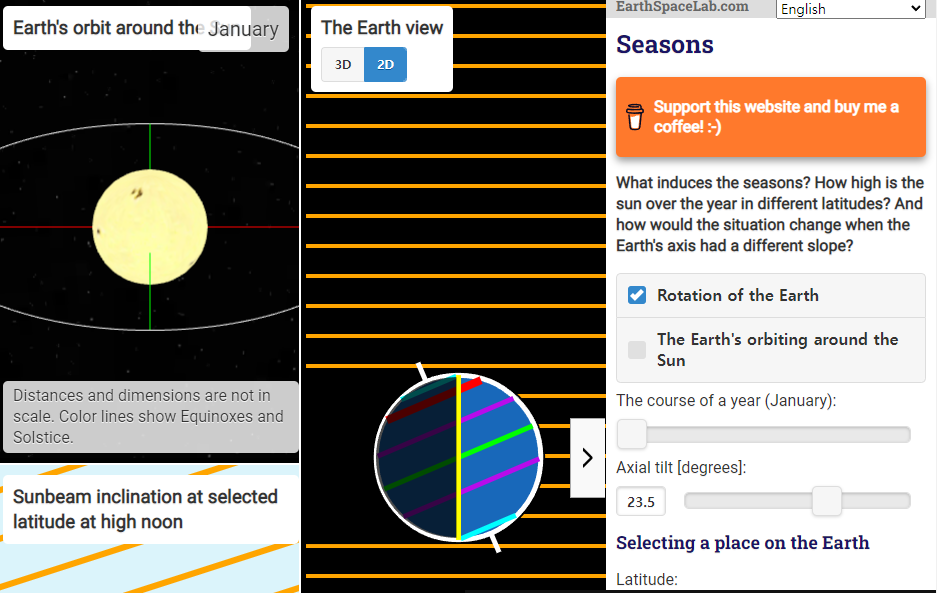 Earth's orbit around the
January
Distances and dimensions are not in
scale. Color lines show Equinoxes and
Solstice.
Sunbeam inclination at selected
latitude at high noon
The Earth view
3D
2D
EarthSpaceLab.com
English
Seasons
Support this website and buy me a
coffee! :-)
What induces the seasons? How high is the
sun over the year in different latitudes? And
how would the situation change when the
Earth's axis had a different slope?
Rotation of the Earth
The Earth's orbiting around the
Sun
The course of a year (January):
Axial tilt [degrees]:
23.5
Selecting a place on the Earth
Latitude: